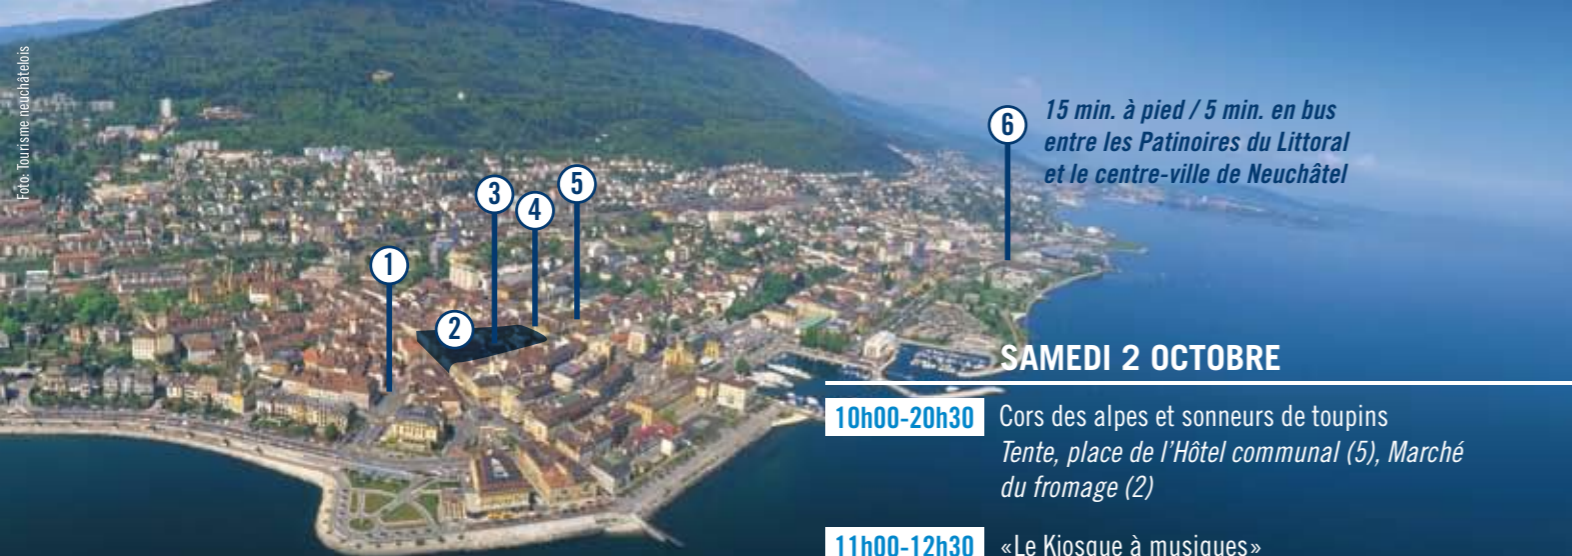 Foto: Tourisme neuchâtelois
6
15 min. à pied / 5 min. en bus
entre les Patinoires du Littoral
et le centre-ville de Neuchâtel
3
5
4
1
2
SAMEDI 2 OCTOBRE
10h00-20h30 Cors des alpes et sonneurs de toupins
Tente, place de l'Hôtel communal (5), Marché
du fromage (2)
11h00-12h30 «Le Kiosque à musiques»